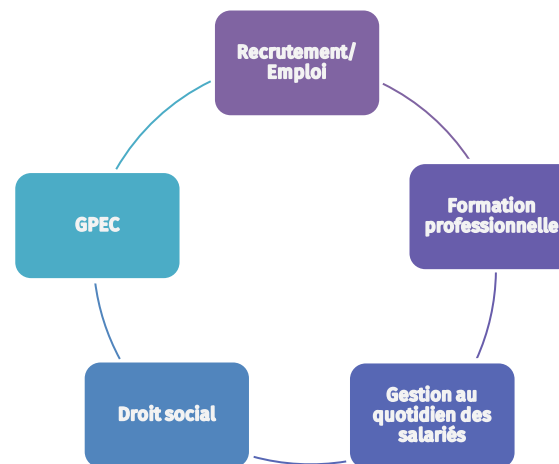 Recrutement/
Emploi
Formation
professionnelle
Gestion au
quotidien des
salariés
Droit social
GPEC